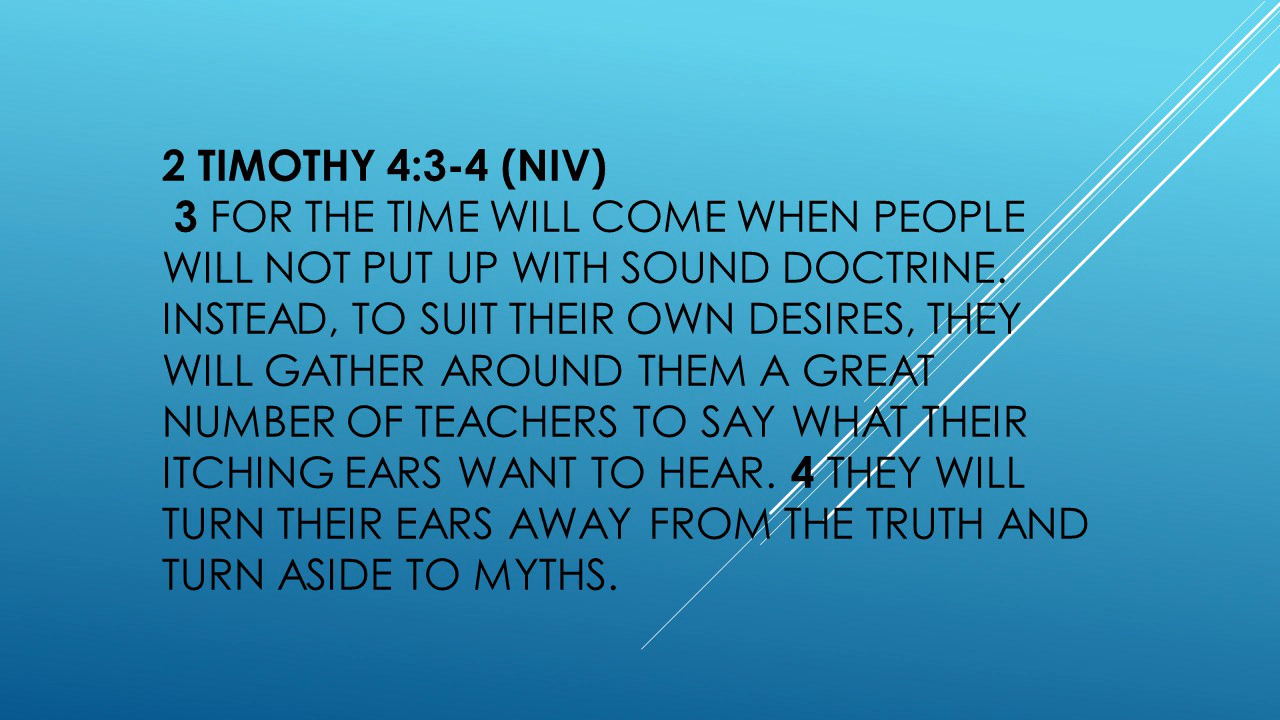 2 TIMOTHY 4:3-4 (NIV)
3 FOR THE TIME WILL COME WHEN PEOPLE
WILL NOT PUT UP WITH SOUND DOCTRINE.
INSTEAD, TO SUIT THEIR OWN DESIRES, THEY
WILL GATHER AROUND THEM A GREAT
NUMBER OF TEACHERS TO SAY WHAT THEIR
ITCHING EARS WANT TO HEAR. 4 THEY WILL
TURN THEIR EARS AWAY FROM THE TRUTH AND
TURN ASIDE TO MYTHS.